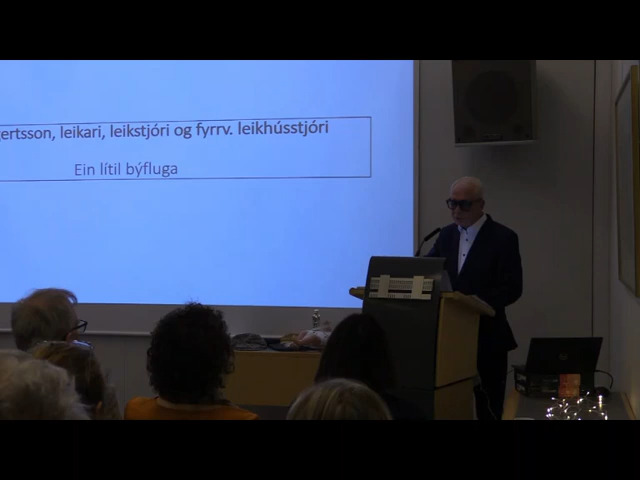 ertsson, leikari, leikstjóri og fyrrv. leikhússtjóri
Ein lítil býfluga